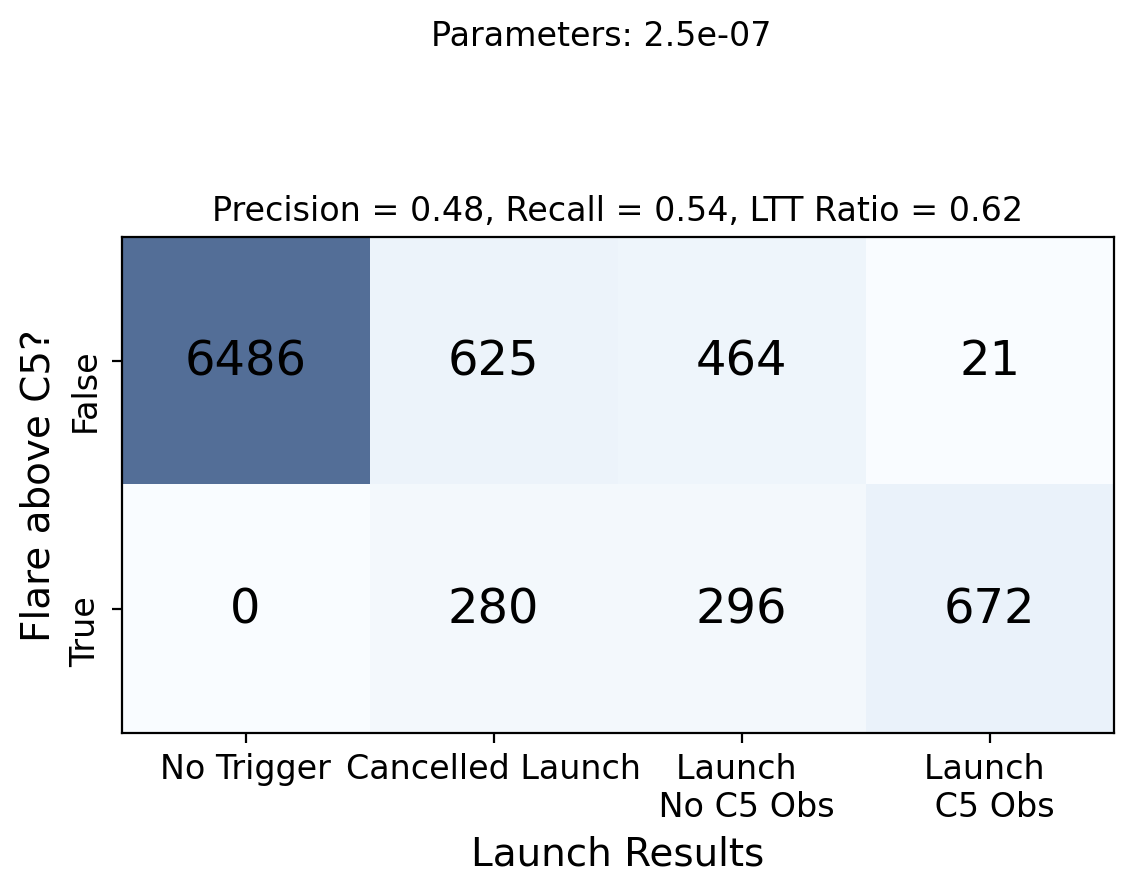 Parameters: 2.5e-07
Precision = 0.48, Recall = 0.54, LTT Ratio = 0.62
Flare above C5?
False
6486 625 464 21
True
0 280 296 672
No Trigger Cancelled Launch Launch Launch
No C5 Obs C5 Obs
Launch Results